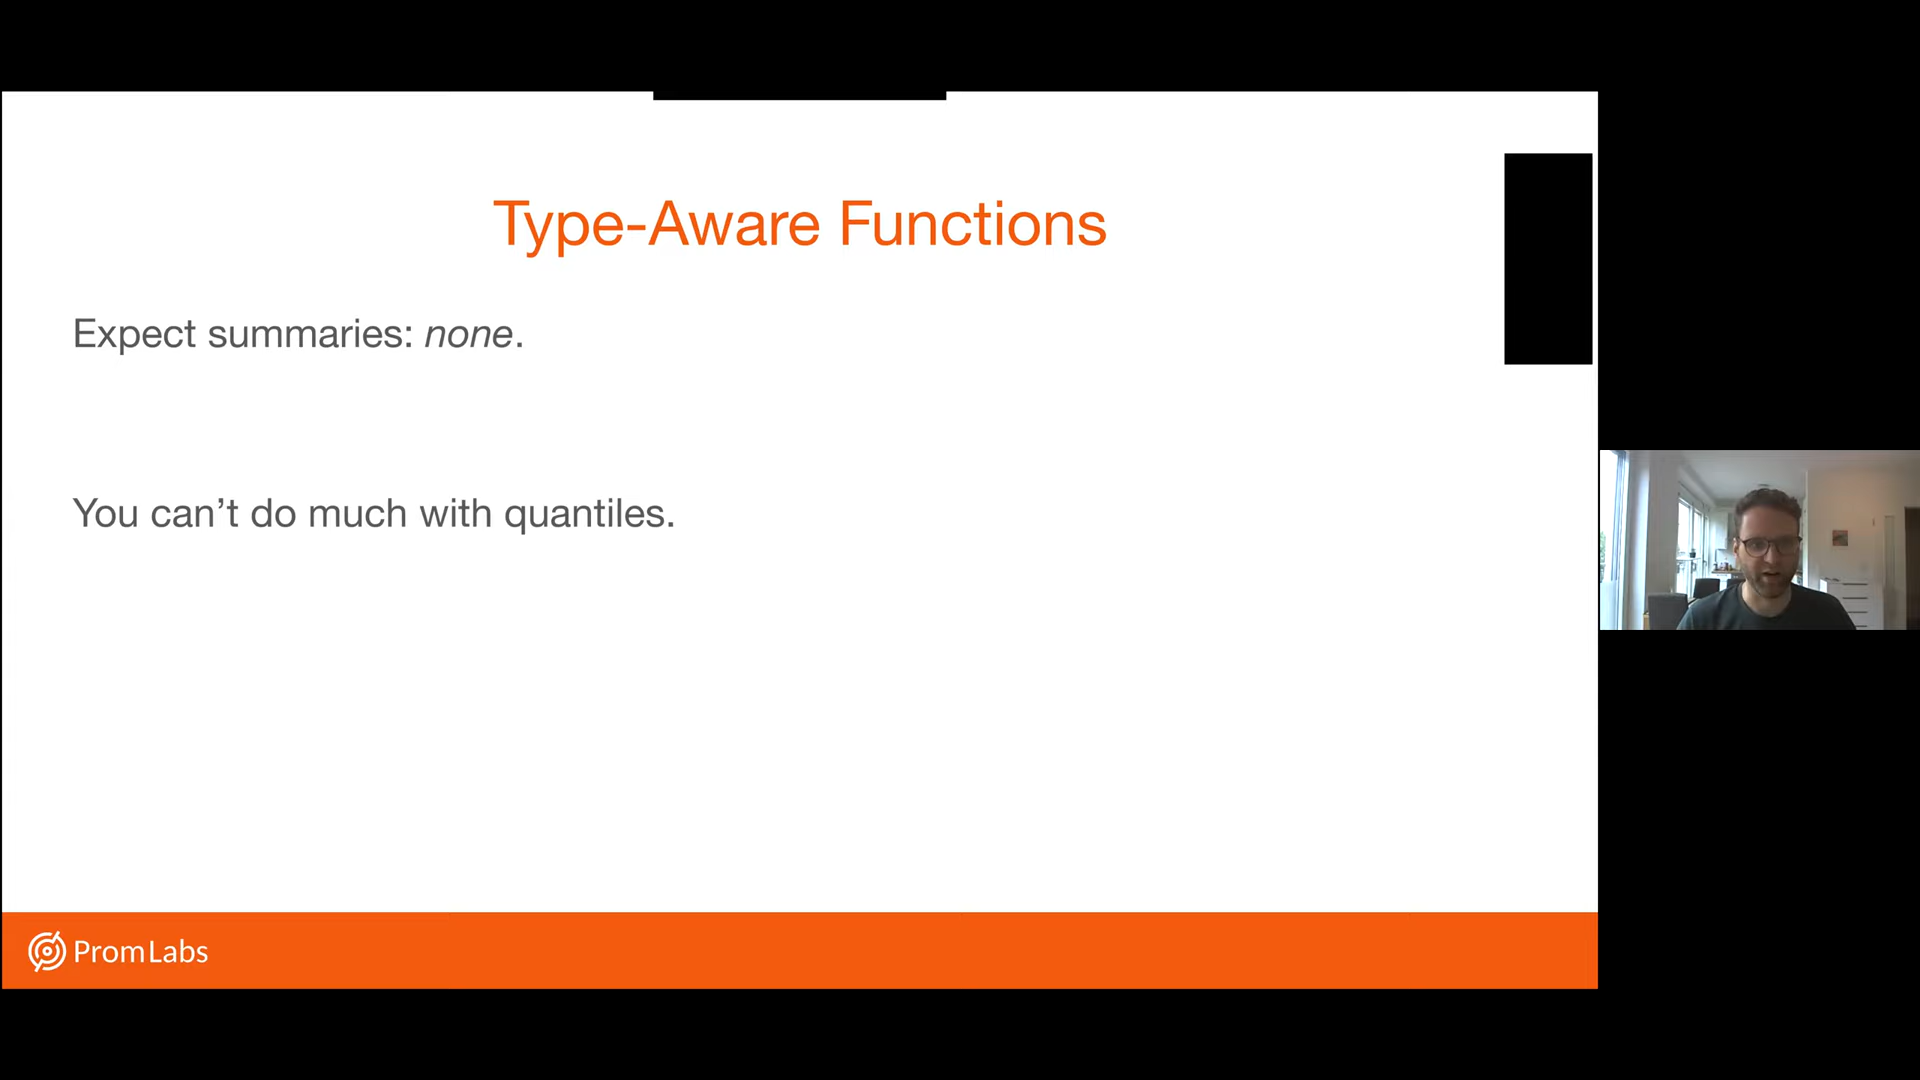 Type-Aware Functions
Expect summaries: none.
You can’t do much with quantiles.
PromLabs